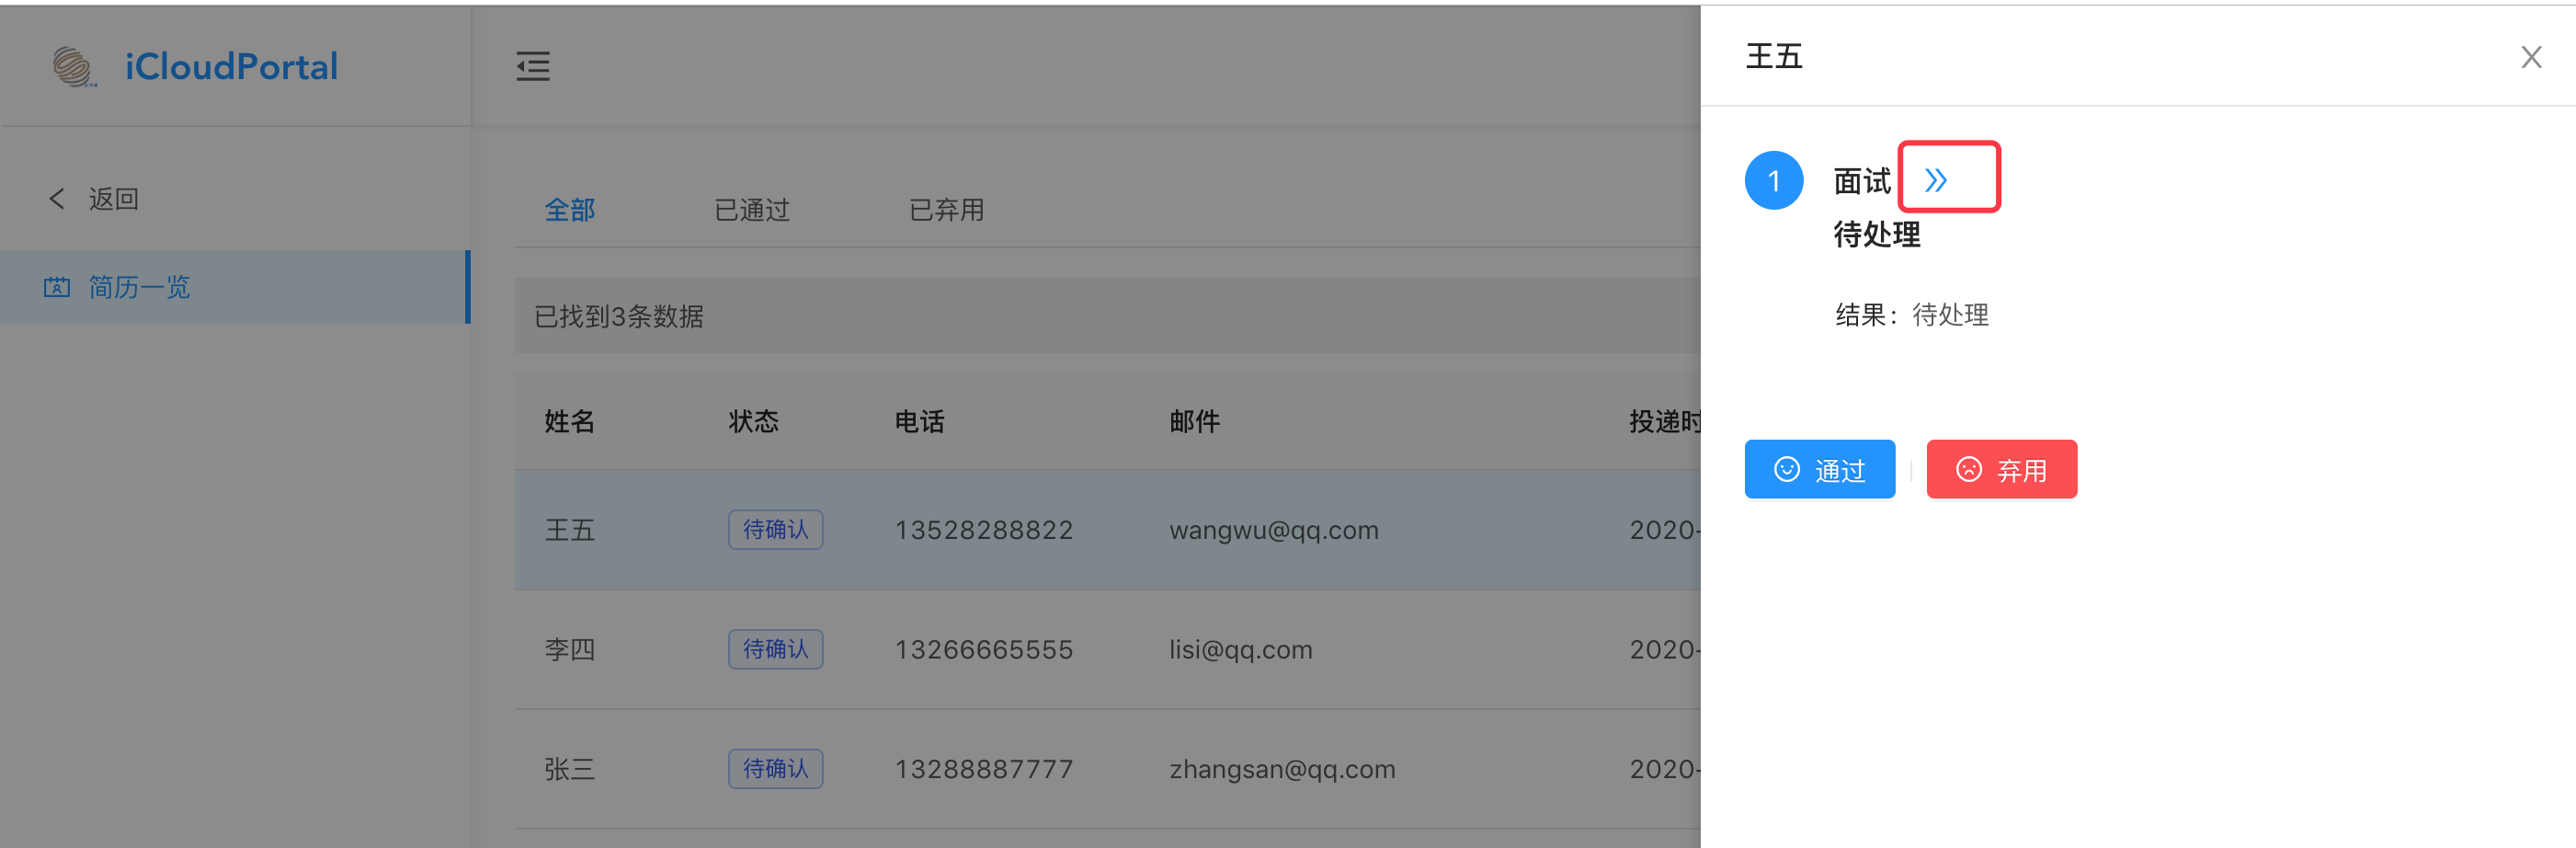 iCloudPortal
返回
简历一览
全部 已通过 已弃用
已找到3条数据
姓名 状态 电话 邮件 投递时
王五 待确认 13528288822 wangwu@qq.com 2020-
李四 待确认 13266665555 lisi@qq.com 2020-
张三 待确认 13288887777 zhangsan@qq.com 2020-
王五
1 面试
待处理
结果：待处理
通过 弃用